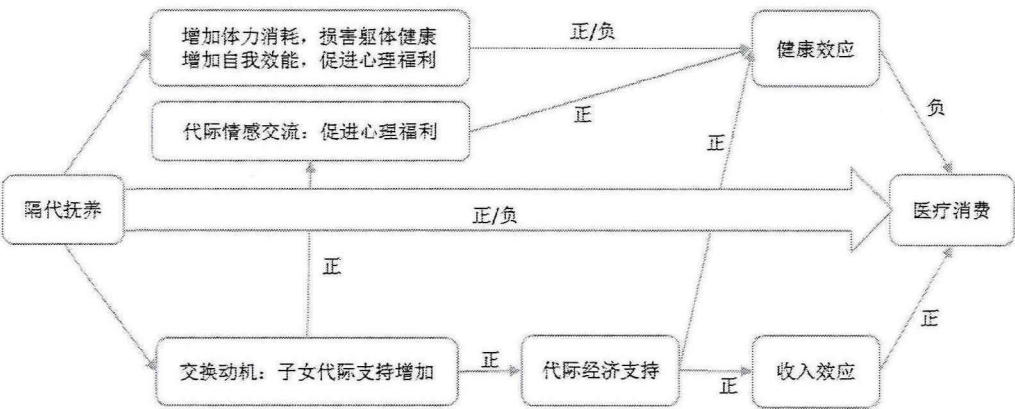 增加体力消耗，损害躯体健康
增加自我效能，促进心理福利
正/负
健康效应
代际情感交流：促进心理福利
正
负
正
隔代抚养
正/负
医疗消费
正
正
交换动机：子女代际支持增加
正
代际经济支持
正
收入效应